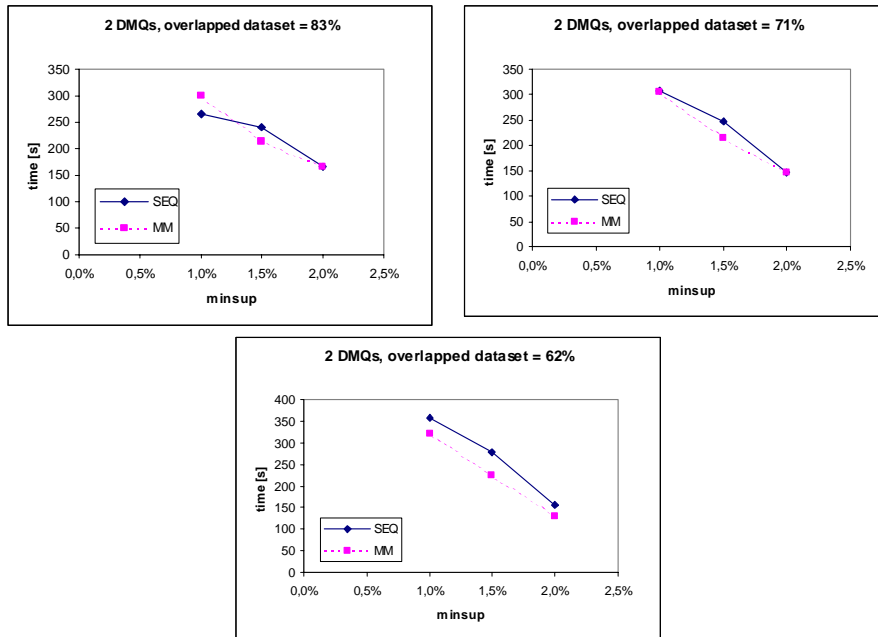 2 DMQs, overlapped dataset = 83%
350
300
250
200
150
100
50
0
time [s]
SEQ
MM
0,0% 0,5% 1,0% 1,5% 2,0% 2,5%
minsup
2 DMQs, overlapped dataset = 71%
350
300
250
200
150
100
50
0
time [s]
SEQ
MM
0,0% 0,5% 1,0% 1,5% 2,0% 2,5%
minsup
2 DMQs, overlapped dataset = 62%
400
350
300
250
200
150
100
50
0
time [s]
SEQ
MM
0,0% 0,5% 1,0% 1,5% 2,0% 2,5%
minsup